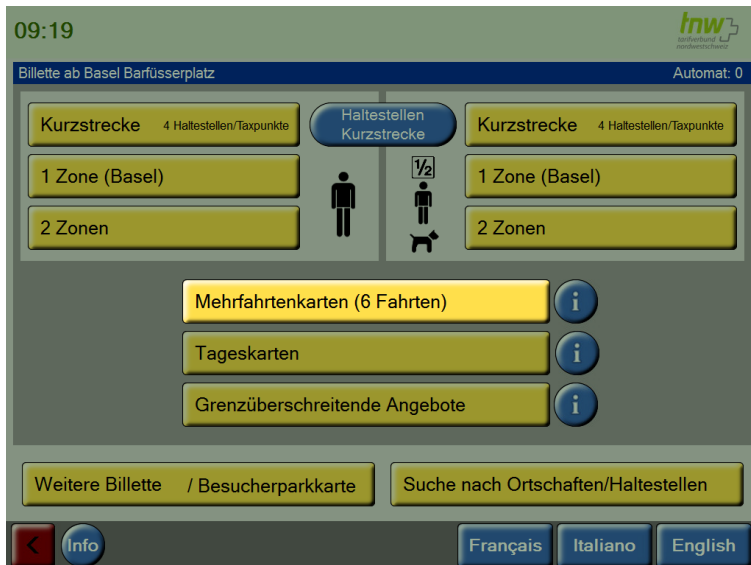 09:19
tnw
tarifverbund
nordwestschweiz
Billette ab Basel Barfüsserplatz
Automat: 0
Kurzstrecke 4 Haltestellen/Taxpunkte
Haltestellen
Kurzstrecke
Kurzstrecke 4 Haltestellen/Taxpunkte
1 Zone (Basel)
1/2
1 Zone (Basel)
2 Zonen
2 Zonen
Mehrfahrtenkarten (6 Fahrten)
i
Tageskarten
i
Grenzüberschreitende Angebote
i
Weitere Billette / Besucherparkkarte
Suche nach Ortschaften/Haltestellen
<
Info
Français
Italiano
English